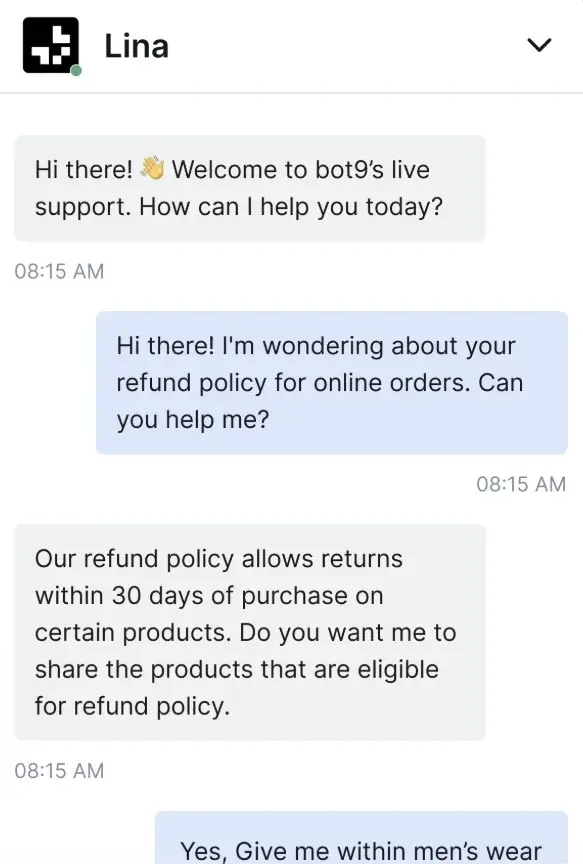 Lina
Hi there! 👋 Welcome to bot9’s live
support. How can I help you today?
08:15 AM
Hi there! I'm wondering about your
refund policy for online orders. Can
you help me?
08:15 AM
Our refund policy allows returns
within 30 days of purchase on
certain products. Do you want me to
share the products that are eligible
for refund policy.
08:15 AM
Yes, Give me within men’s wear